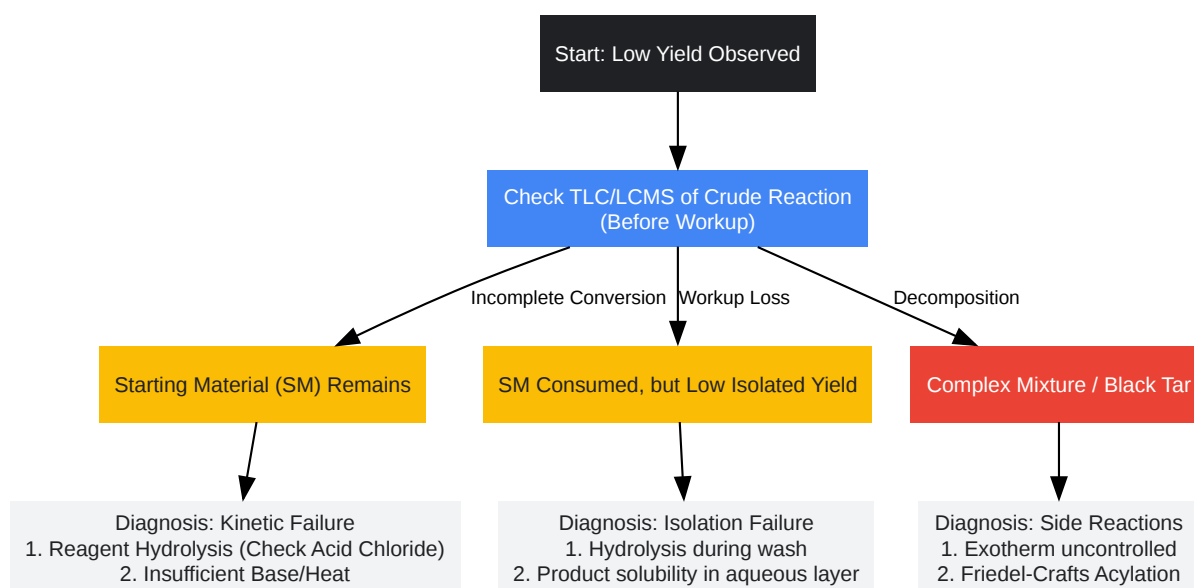 Start: Low Yield Observed
Check TLC/LCMS of Crude Reaction
(Before Workup)
Incomplete Conversion
Workup Loss
Decomposition
Starting Material (SM) Remains
SM Consumed, but Low Isolated Yield
Complex Mixture / Black Tar
Diagnosis: Kinetic Failure
1. Reagent Hydrolysis (Check Acid Chloride)
2. Insufficient Base/Heat
Diagnosis: Isolation Failure
1. Hydrolysis during wash
2. Product solubility in aqueous layer
Diagnosis: Side Reactions
1. Exotherm uncontrolled
2. Friedel-Crafts Acylation